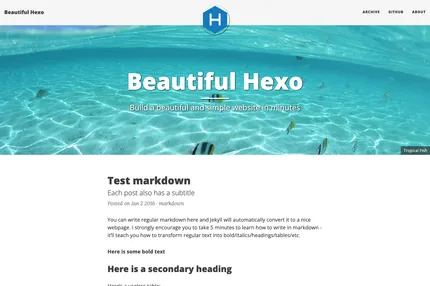 Beautiful Hexo
ARCHIVE GITHUB ABOUT
H
Beautiful Hexo
Build a beautiful and simple website in minutes
Tropical Fish
Test markdown
Each post also has a subtitle
Posted on Jan 2 2016 - markdown
You can write regular markdown here and Jekyll will automatically convert it to a nice
webpage. I strongly encourage you to take 5 minutes to learn how to write in markdown -
it'll teach you how to transform regular text into bold/italics/headings/tables/etc.
Here is some bold text
Here is a secondary heading